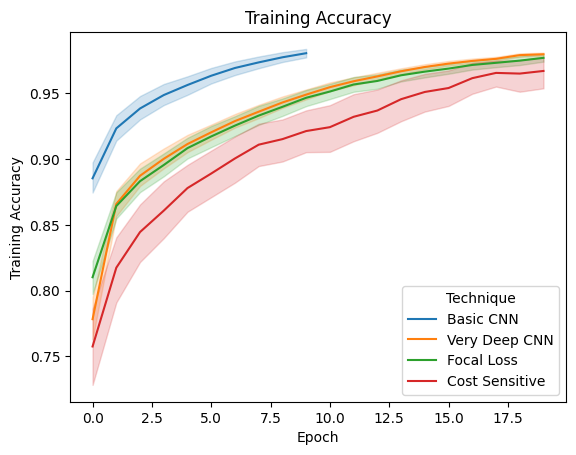 Training Accuracy
Training Accuracy
0.95
0.90
0.85
0.80
0.75
Technique
Basic CNN
Very Deep CNN
Focal Loss
Cost Sensitive
0.0 2.5 5.0 7.5 10.0 12.5 15.0 17.5
Epoch